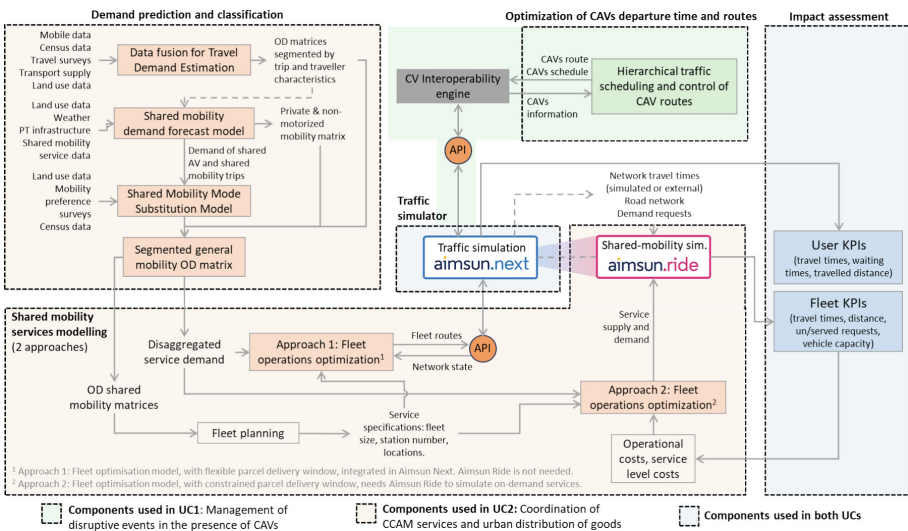 Demand prediction and classification
Mobile data
Census data
Travel surveys
Transport supply
Land use data
Data fusion for Travel
Demand Estimation
OD matrices
segmented by
trip and traveller
characteristics
Land use data
Weather
PT infrastructure
Shared mobility
service data
Shared mobility
demand forecast model
Private & non-
motorized
mobility matrix
Demand of shared
AV and shared
mobility trips
Land use data
Mobility
preference
surveys
Census data
Shared Mobility Mode
Substitution Model
Segmented general
mobility OD matrix
Optimization of CAVs departure time and routes
CV Interoperability
engine
CAVs route
CAVs schedule
CAVs
information
Hierarchical traffic
scheduling and control of
CAV routes
API
Impact assessment
Traffic
simulator
Network travel times
(simulated or external)
Road network
Demand requests
Traffic simulation
aimsun.next
Shared-mobility sim.
aimsun.ride
User KPIs
(travel times, waiting
times, travelled distance)
Fleet KPIs
(travel times, distance,
un/served requests,
vehicle capacity)
Shared mobility
services modelling
(2 approaches)
Disaggregated
service demand
Approach 1: Fleet
operations optimization¹
Fleet routes
Network state
API
Service
supply and
demand
OD shared
mobility matrices
Fleet planning
Service
specifications: fleet
size, station number,
locations.
Approach 2: Fleet
operations optimization²
Operational
costs, service
level costs
¹ Approach 1: Fleet optimisation model, with flexible parcel delivery window, integrated in Aimsun Next. Aimsun Ride is not needed.
² Approach 2: Fleet optimisation model, with constrained parcel delivery window, needs Aimsun Ride to simulate on-demand services.
Components used in UC1: Management of
disruptive events in the presence of CAVs
Components used in UC2: Coordination of
CCAM services and urban distribution of goods
Components used in both UCs